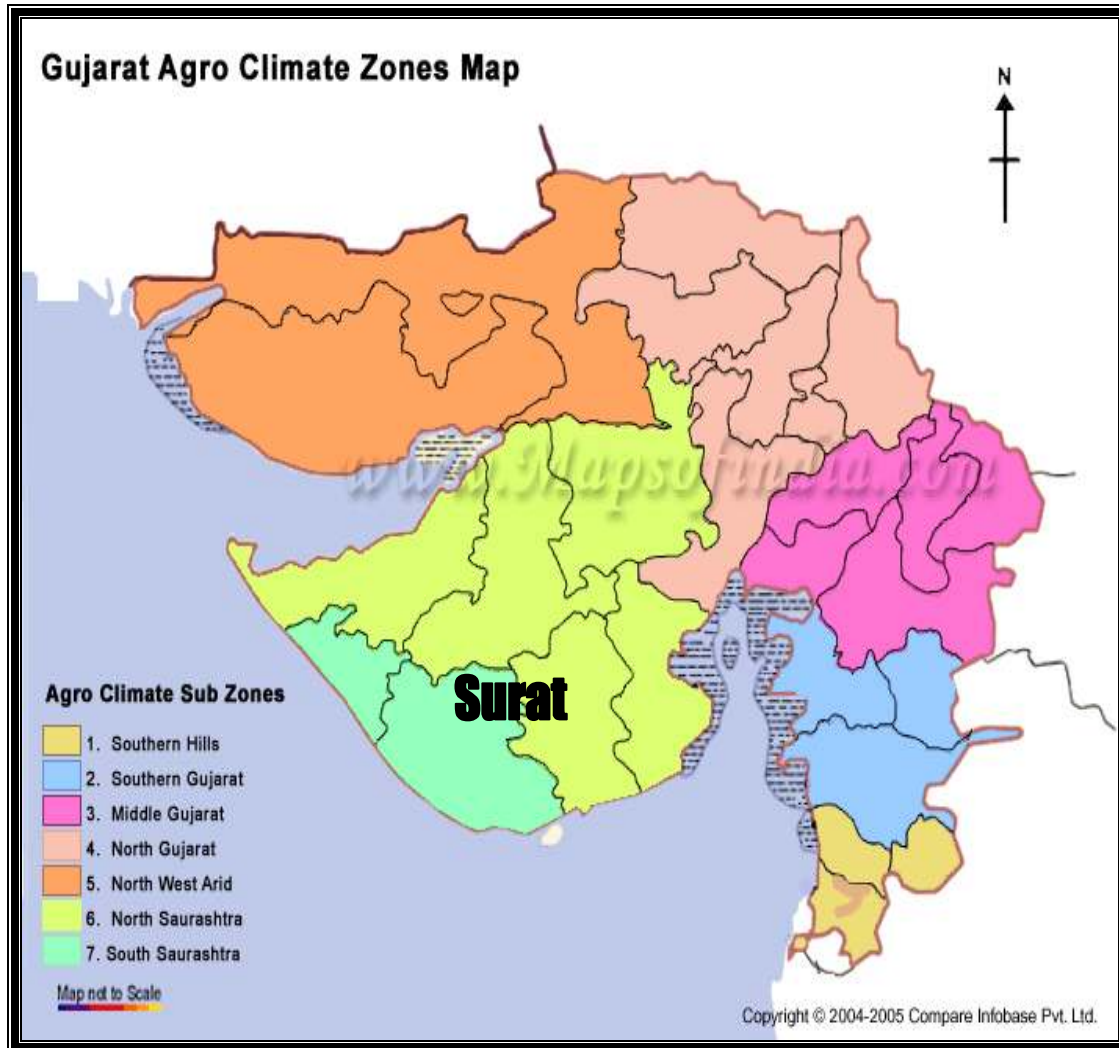 Gujarat Agro Climate Zones Map
N
www.Mapsofindia.com
Surat
Agro Climate Sub Zones
1. Southern Hills
2. Southern Gujarat
3. Middle Gujarat
4. North Gujarat
5. North West Arid
6. North Saurashtra
7. South Saurashtra
Map not to Scale
Copyright © 2004-2005 Compare Infobase Pvt. Ltd.